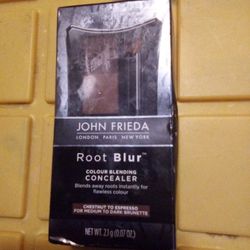 JOHN FRIEDA
LONDON PARIS NEW YORK
Root Blur™
COLOUR BLENDING
CONCEALER
Blends away roots instantly for
flawless colour
CHESTNUT TO ESPRESSO
FOR MEDIUM TO DARK BRUNETTE
NET WT. 2.1 g (0.07 OZ.)